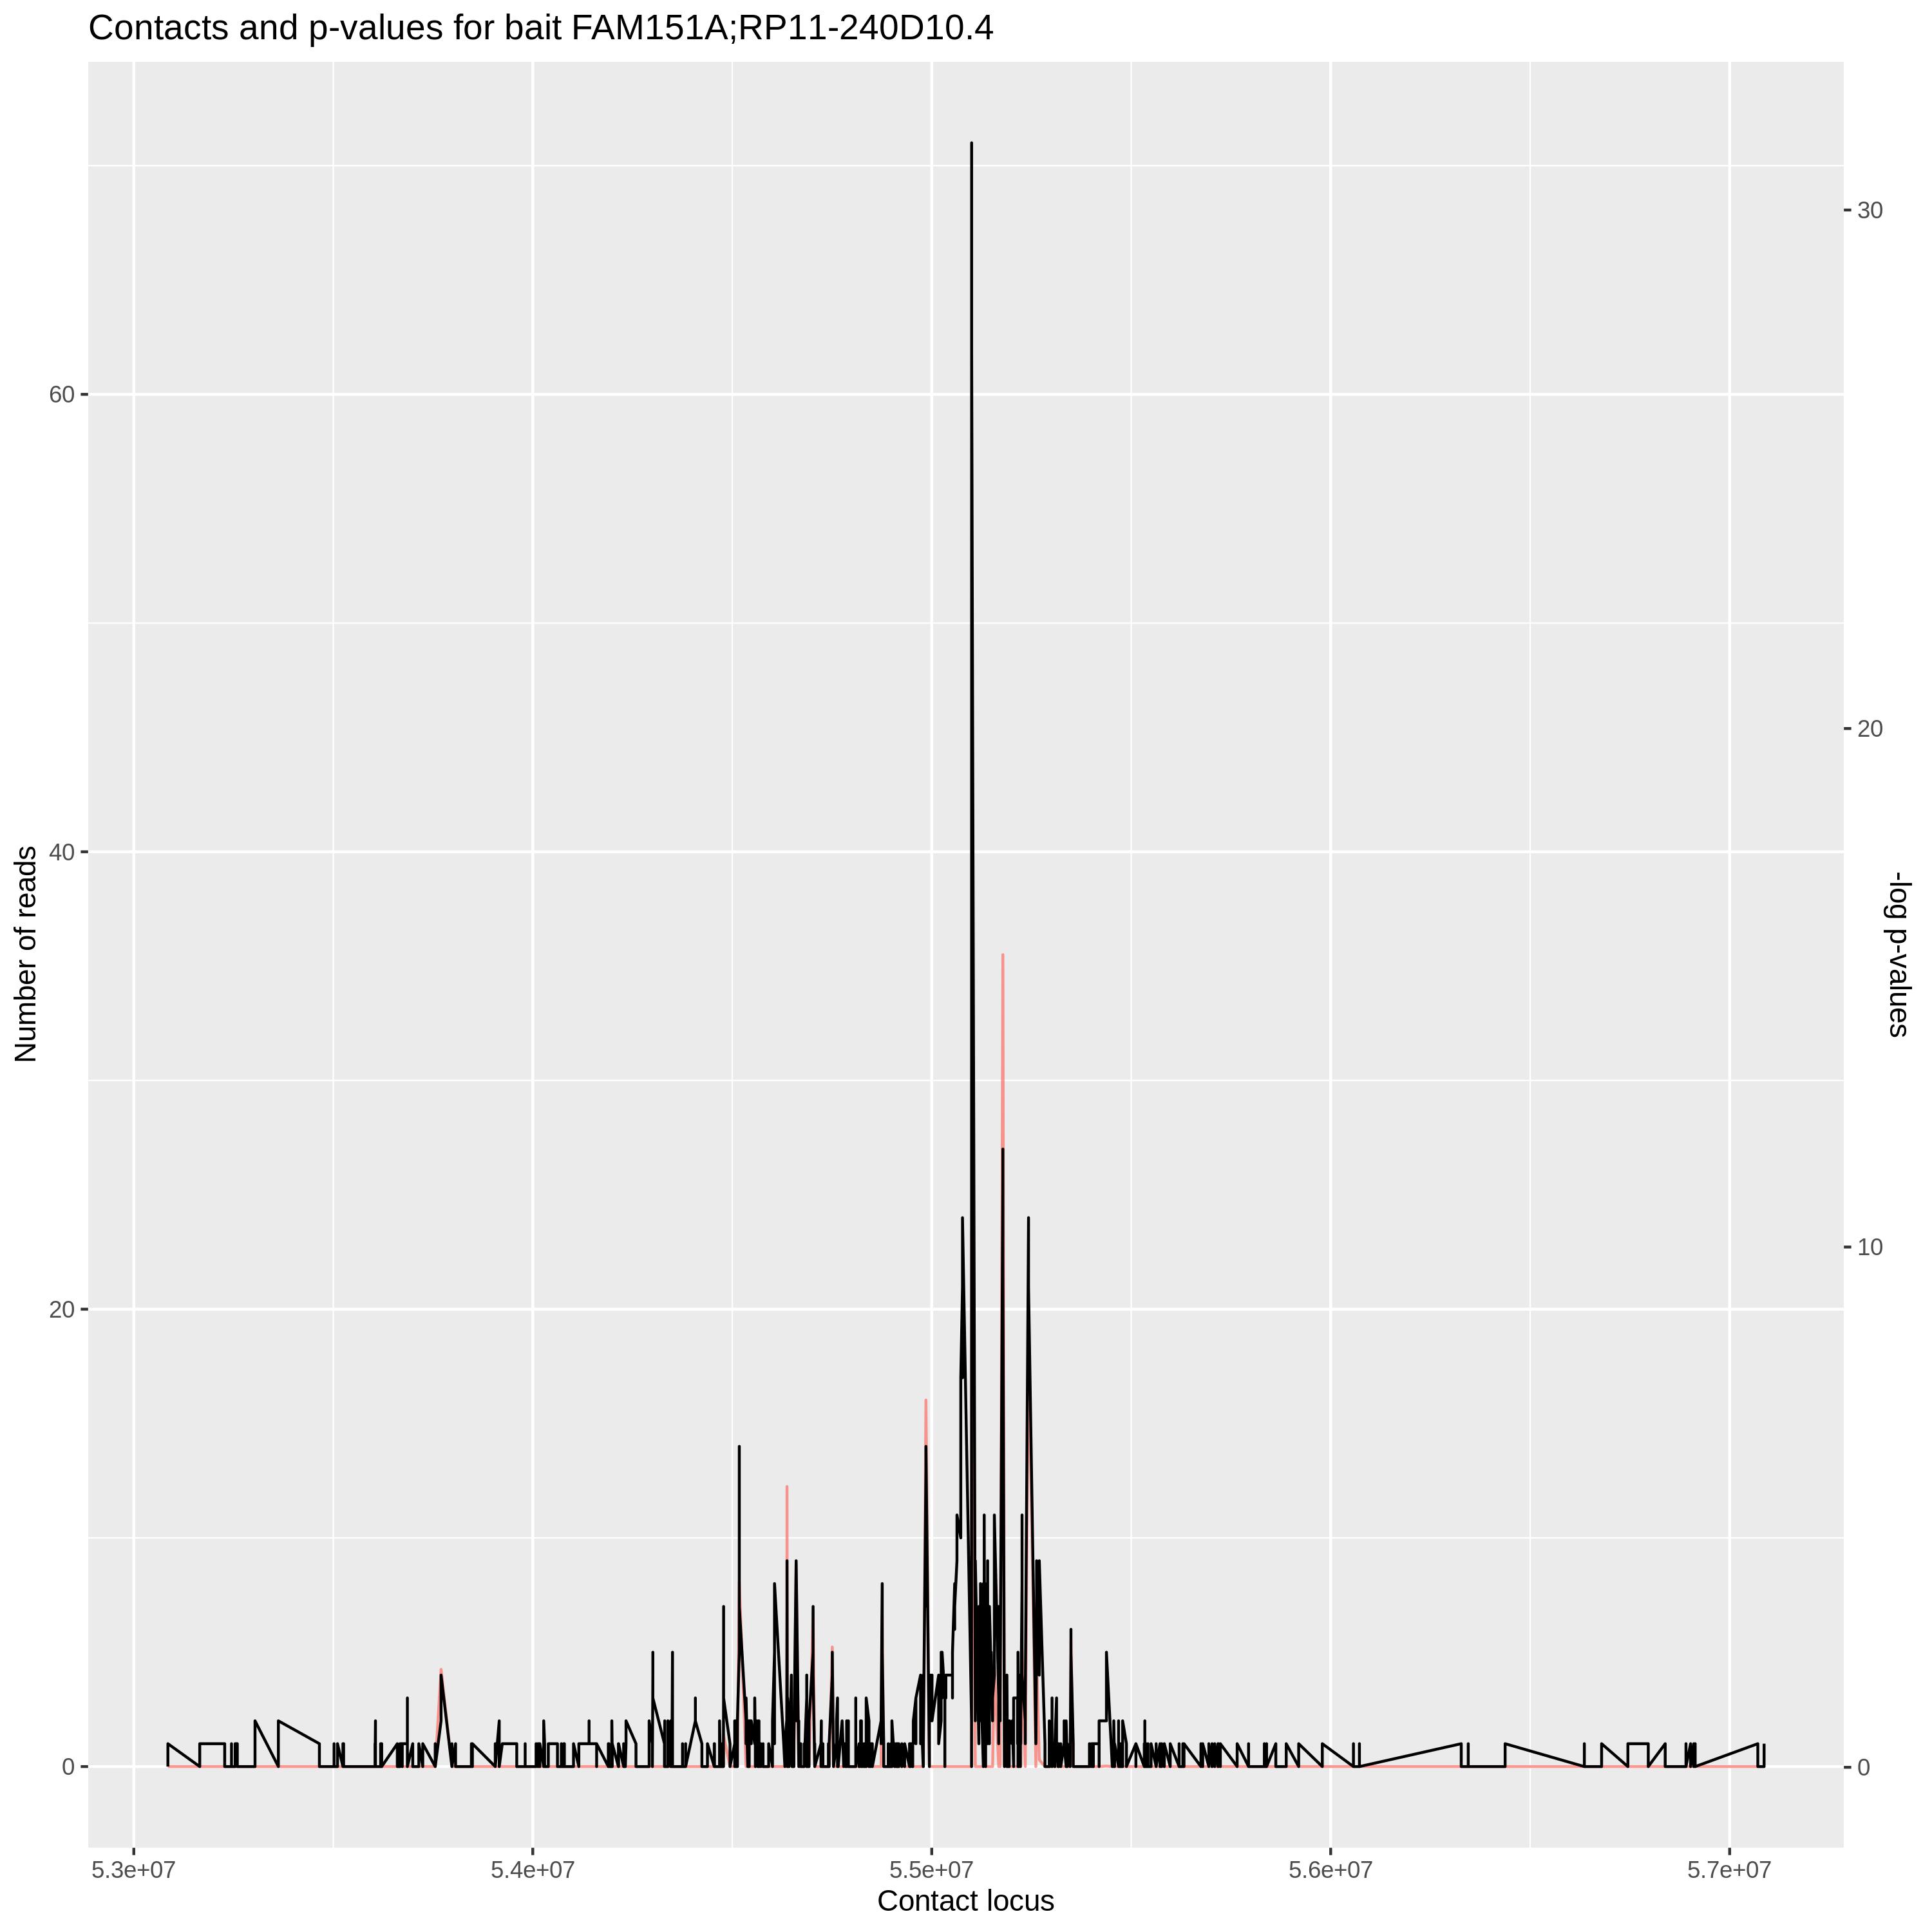 Contacts and p-values for bait FAM151A;RP11-240D10.4
Number of reads
60
40
20
0
30
20
10
0
-log p-values
5.3e+07 5.4e+07 5.5e+07 5.6e+07 5.7e+07
Contact locus